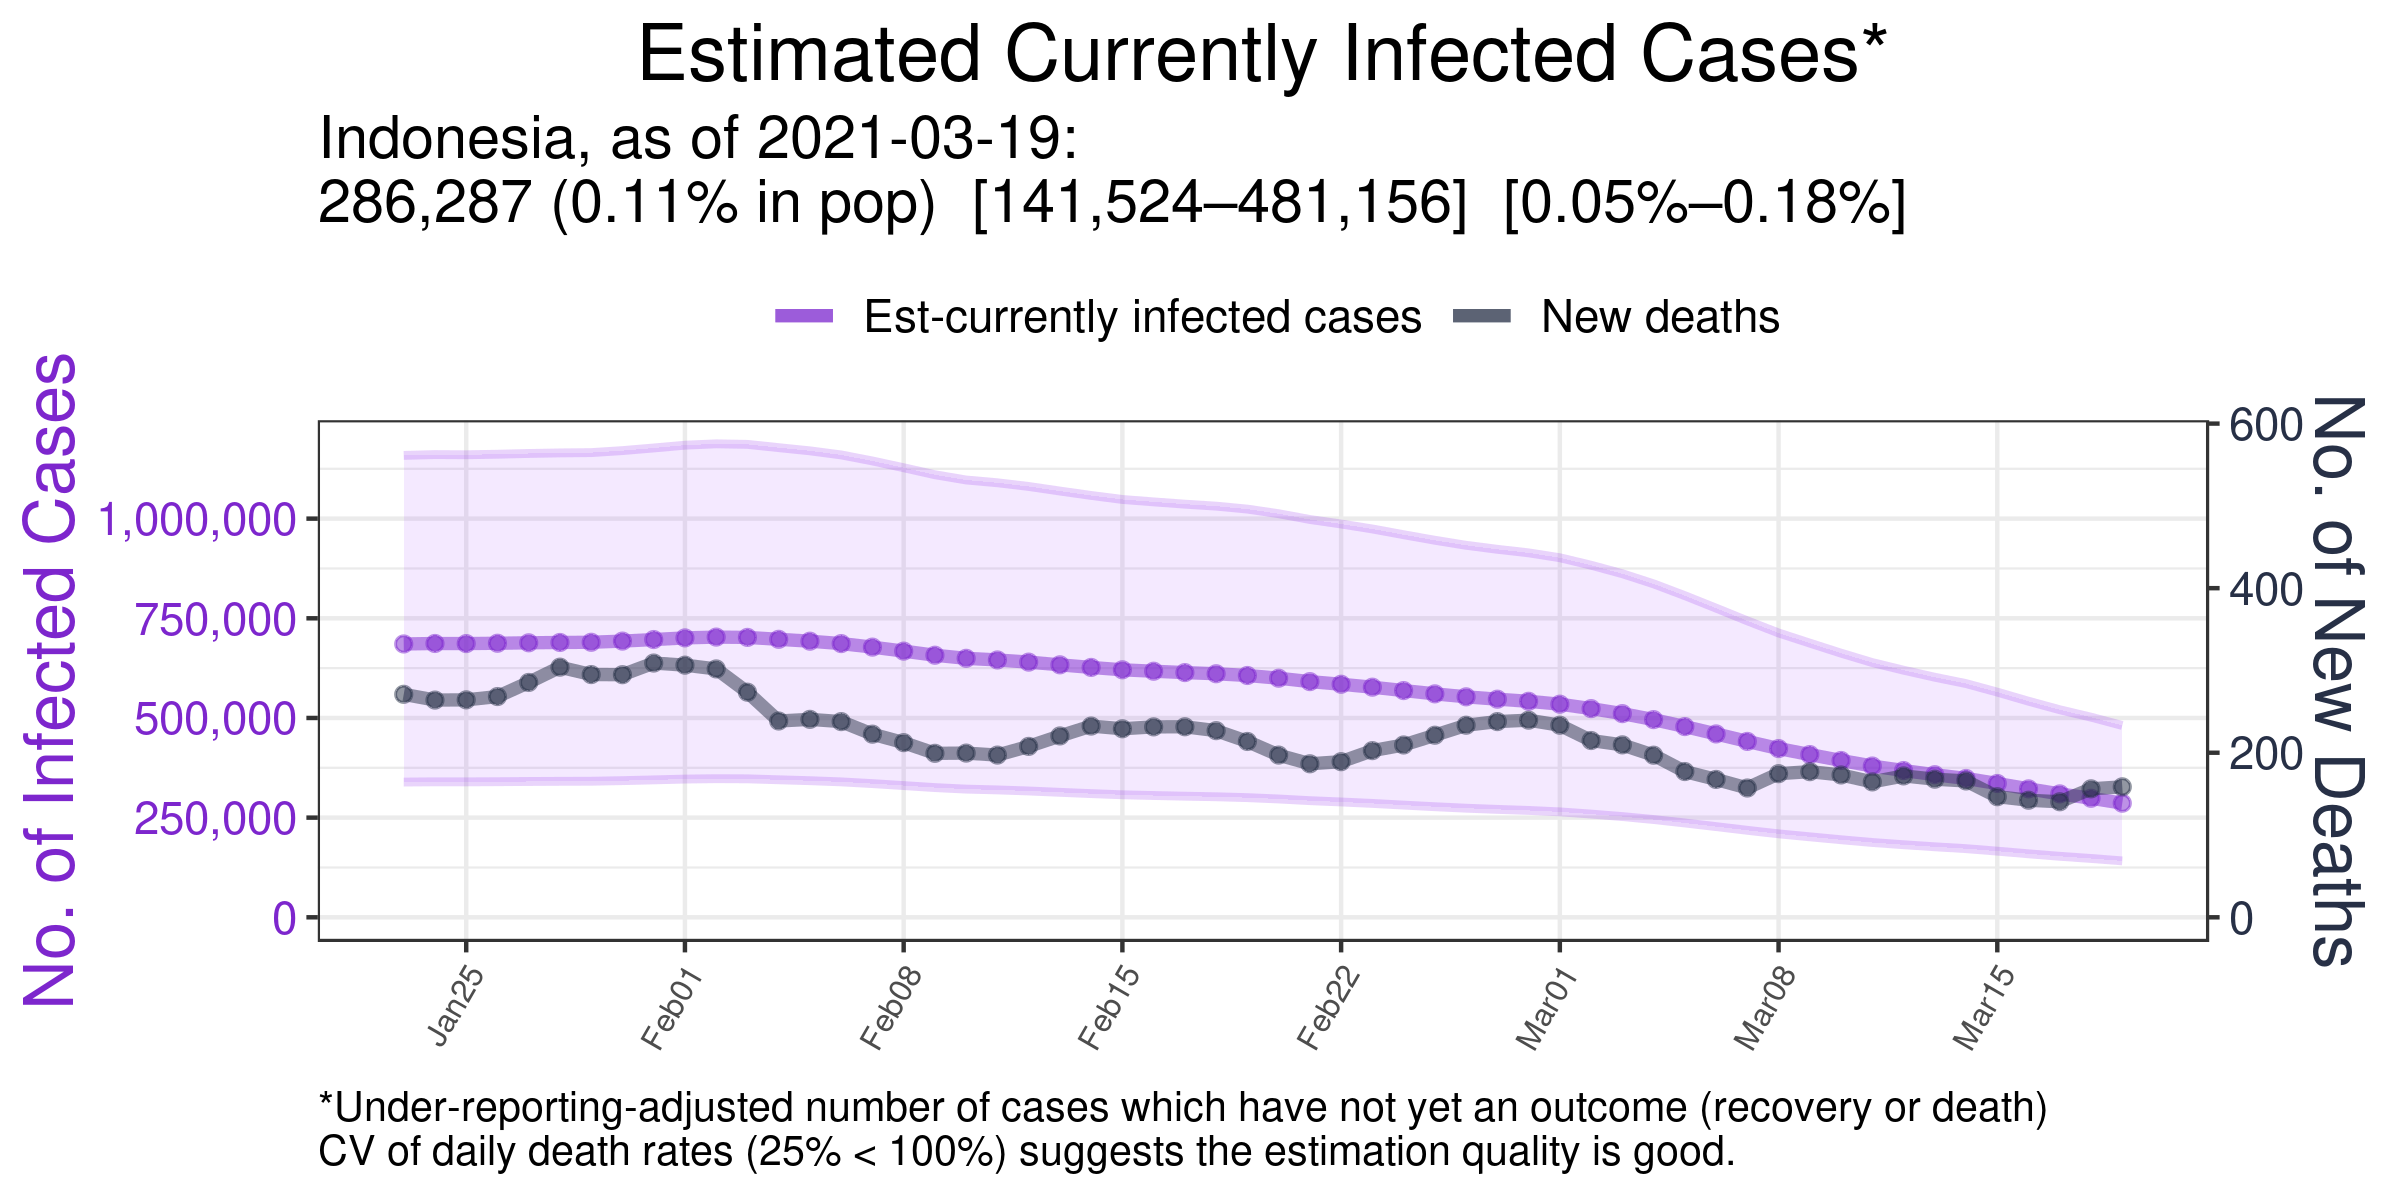 Estimated Currently Infected Cases*
Indonesia, as of 2021-03-19:
286,287 (0.11% in pop) [141,524–481,156] [0.05%–0.18%]
Est-currently infected cases
New deaths
No. of Infected Cases
1,000,000
750,000
500,000
250,000
0
600
400
200
0
No. of New Deaths
Jan25
Feb01
Feb08
Feb15
Feb22
Mar01
Mar08
Mar15
*Under-reporting-adjusted number of cases which have not yet an outcome (recovery or death)
CV of daily death rates (25% < 100%) suggests the estimation quality is good.